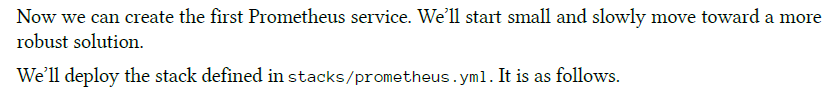 Now we can create the first Prometheus service. We’ll start small and slowly move toward a more
robust solution.
We’ll deploy the stack defined in stacks/prometheus.yml. It is as follows.